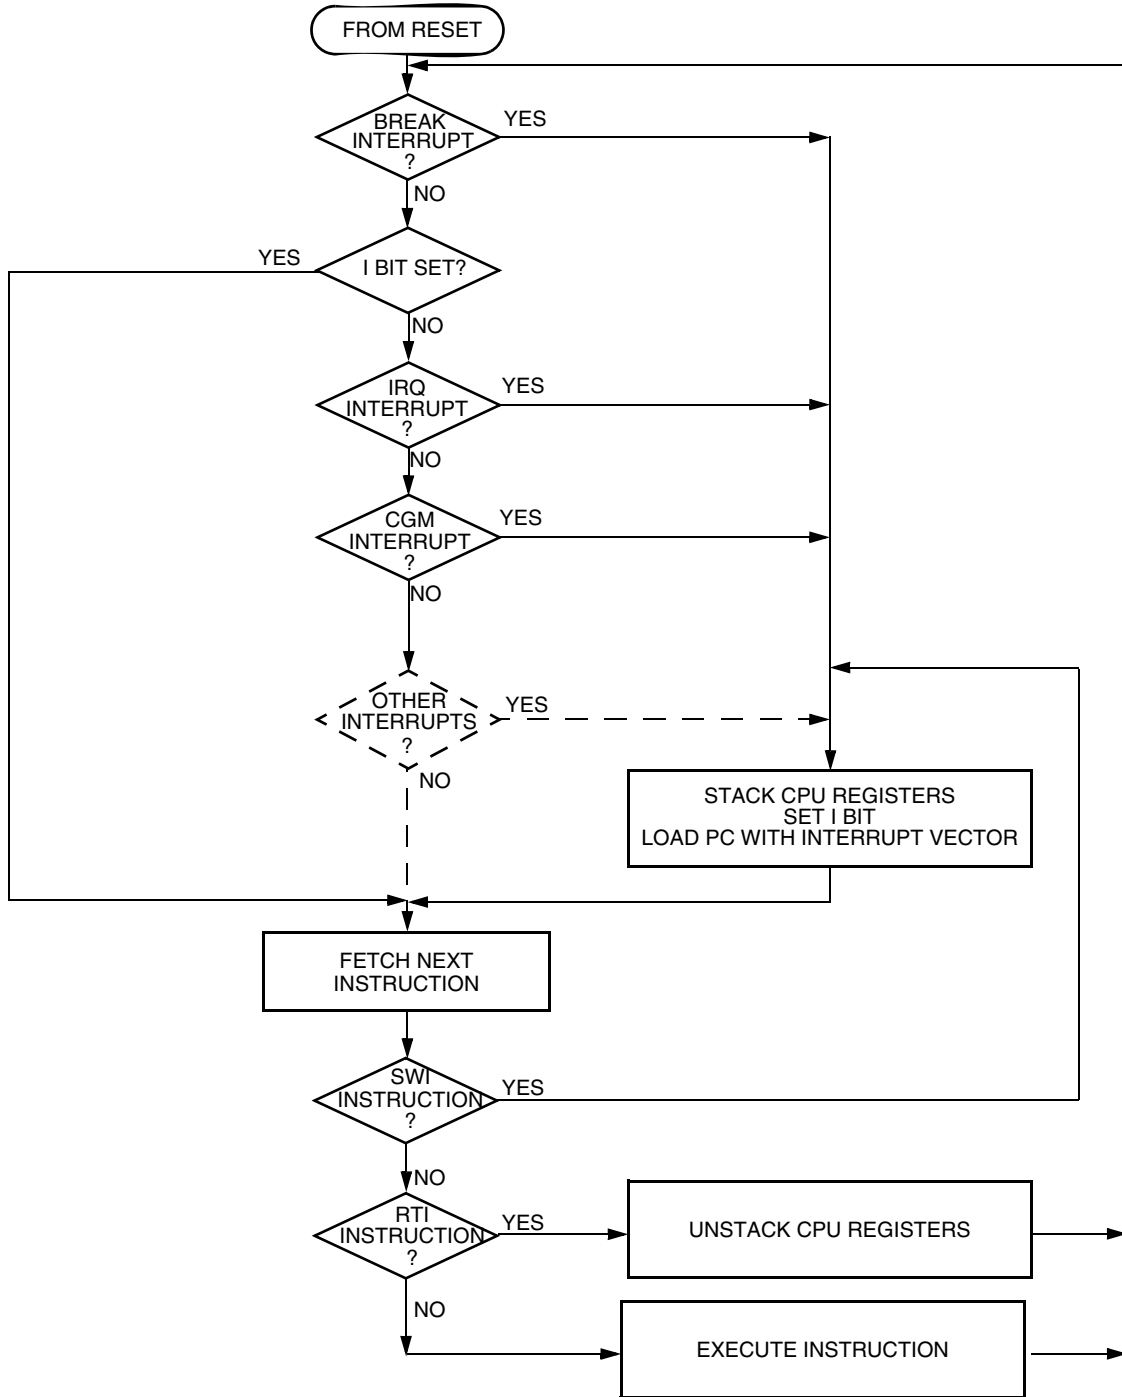 FROM RESET
BREAK
INTERRUPT
?
YES
NO
YES
I BIT SET?
NO
IRQ
INTERRUPT
?
YES
NO
CGM
INTERRUPT
?
YES
NO
OTHER
INTERRUPTS
?
YES
NO
STACK CPU REGISTERS
SET I BIT
LOAD PC WITH INTERRUPT VECTOR
FETCH NEXT
INSTRUCTION
SWI
INSTRUCTION
?
YES
NO
RTI
INSTRUCTION
?
YES
UNSTACK CPU REGISTERS
NO
EXECUTE INSTRUCTION